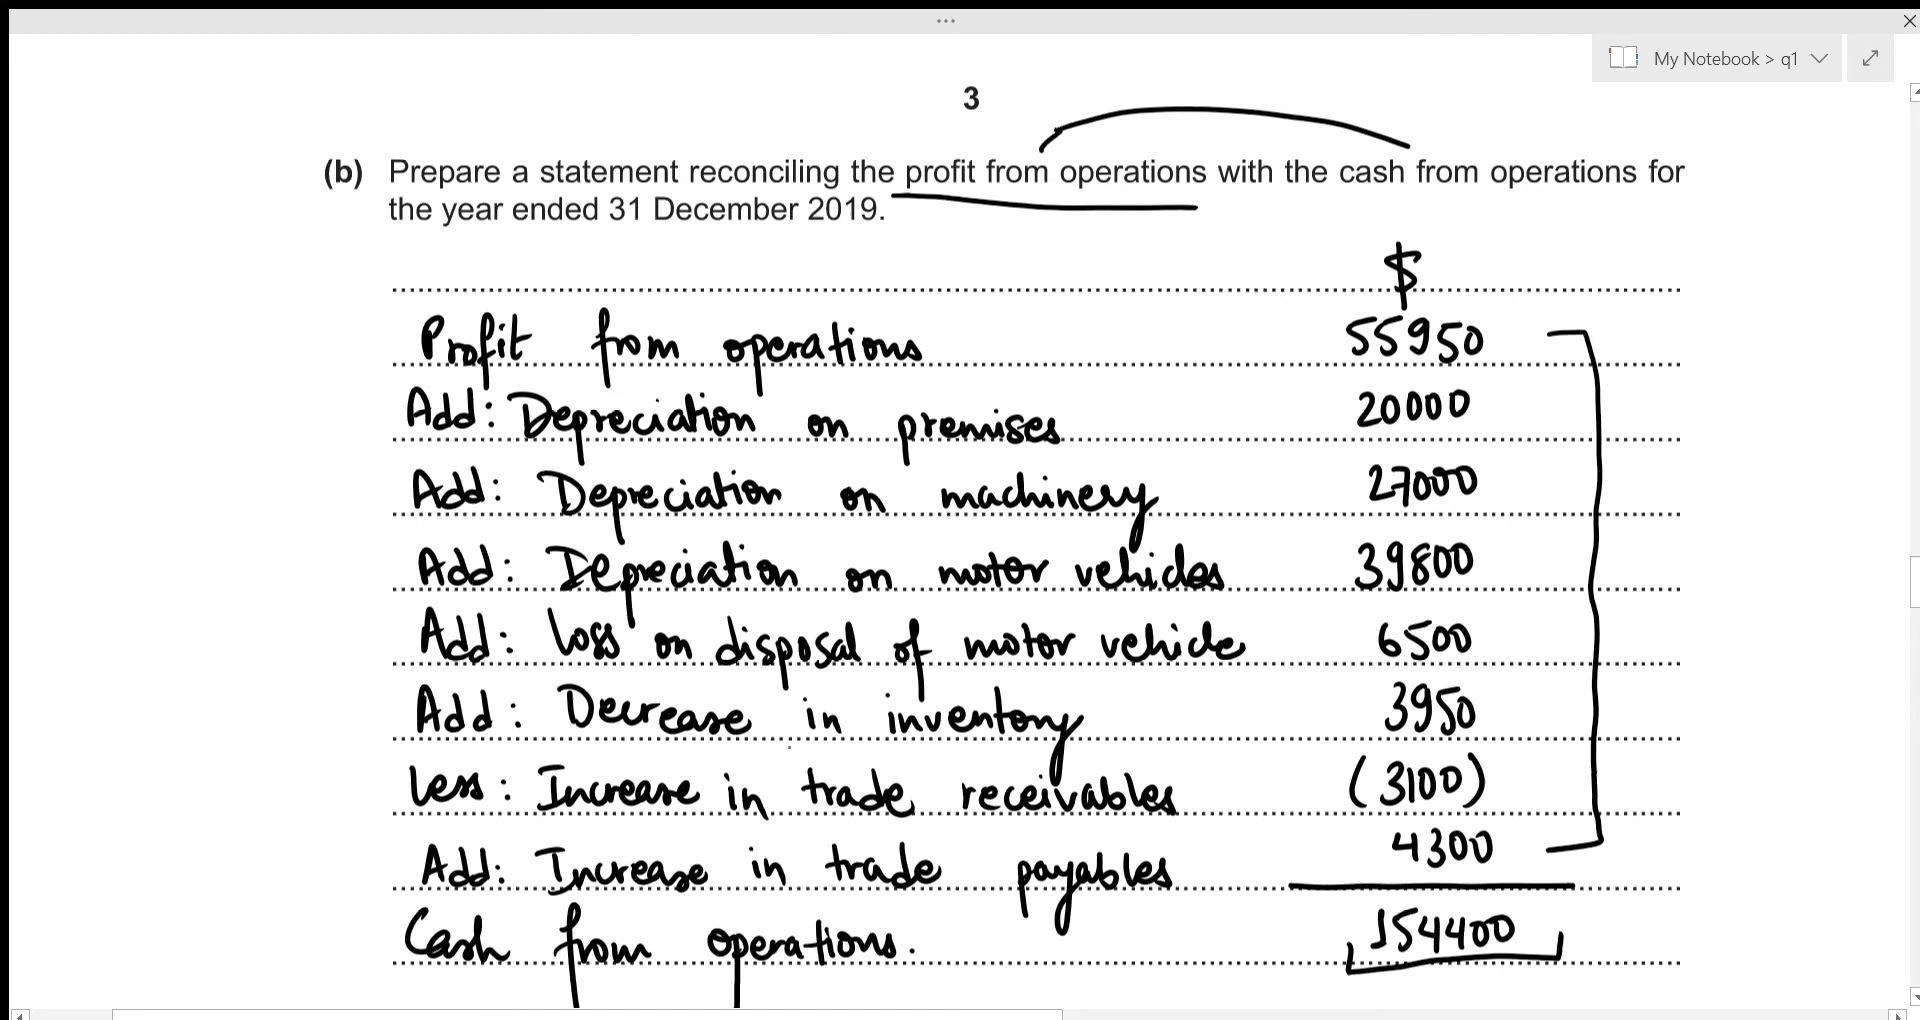 My Notebook > q1
3
(b) Prepare a statement reconciling the profit from operations with the cash from operations for
the year ended 31 December 2019.
$
Profit from operations 55950
Add: Depreciation on premises 20000
Add: Depreciation on machinery 27000
Add: Depreciation on motor vehicles 39800
Add: Loss on disposal of motor vehicle 6500
Add: Decrease in inventory 3950
Less: Increase in trade receivables (3100)
Add: Increase in trade payables 4300
Cash from operations. 154400